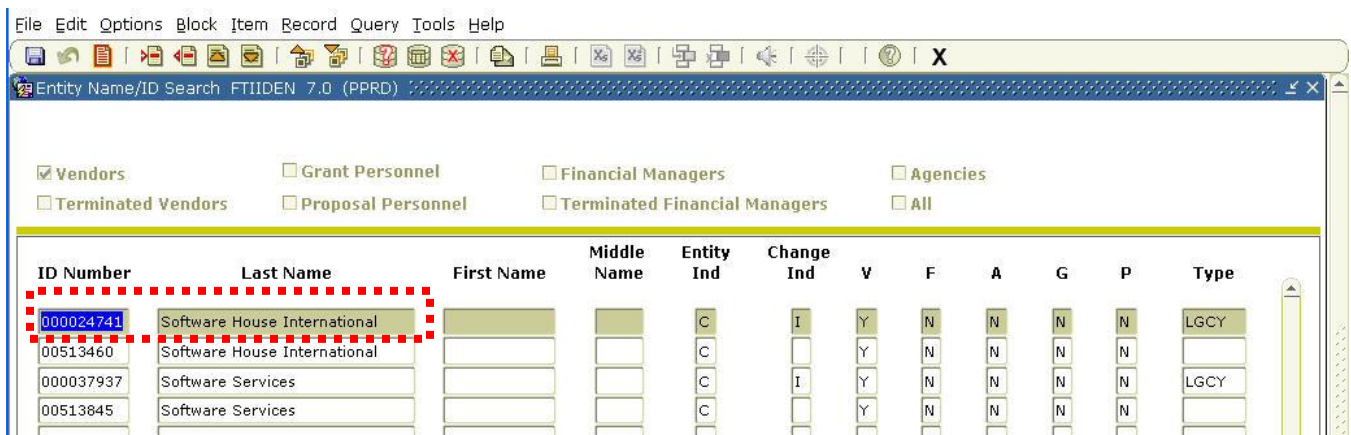 File Edit Options Block Item Record Query Tools Help
Entity Name/ID Search FTIIDEN 7.0 (PPRD)
Vendors Grant Personnel Financial Managers Agencies
Terminated Vendors Proposal Personnel Terminated Financial Managers All
Middle Entity Change
ID Number Last Name First Name Name Ind Ind V F A G P Type
000024741 Software House International C I Y N N N N LGCY
00513460 Software House International C Y N N N N
000037937 Software Services C I Y N N N N LGCY
00513845 Software Services C Y N N N N